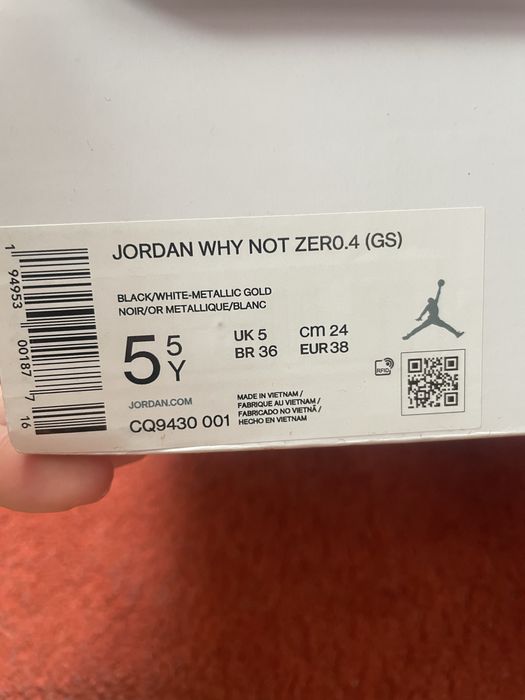 JORDAN WHY NOT ZER0.4 (GS)
BLACK/WHITE-METALLIC GOLD
NOIR/OR METALLIQUE/BLANC
5 5 Y
UK 5 cm 24
BR 36 EUR 38
RFID
JORDAN.COM
CQ9430 001
MADE IN VIETNAM /
FABRIQUE AU VIETNAM /
FABRICADO NO VIETNÃ /
HECHO EN VIETNAM
1 94953 00187 7 16